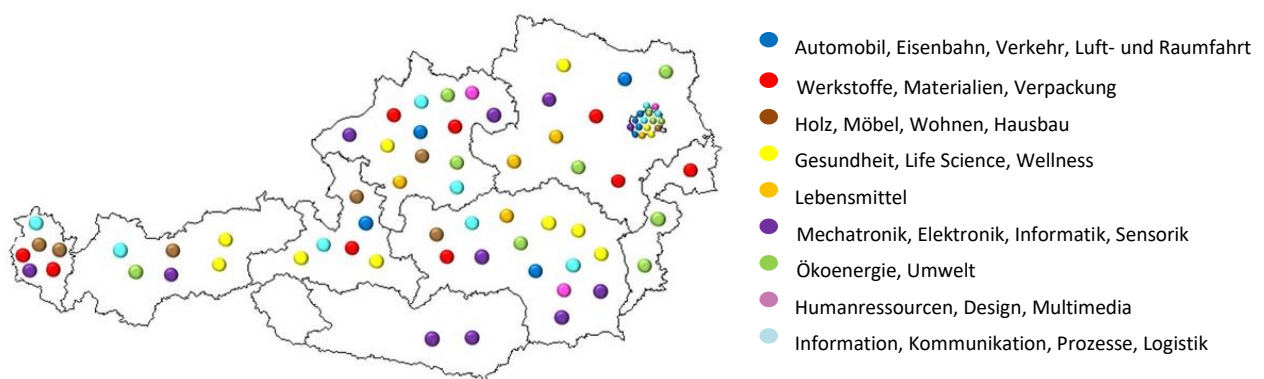 Automobil, Eisenbahn, Verkehr, Luft- und Raumfahrt
Werkstoffe, Materialien, Verpackung
Holz, Möbel, Wohnen, Hausbau
Gesundheit, Life Science, Wellness
Lebensmittel
Mechatronik, Elektronik, Informatik, Sensorik
Ökoenergie, Umwelt
Humanressourcen, Design, Multimedia
Information, Kommunikation, Prozesse, Logistik